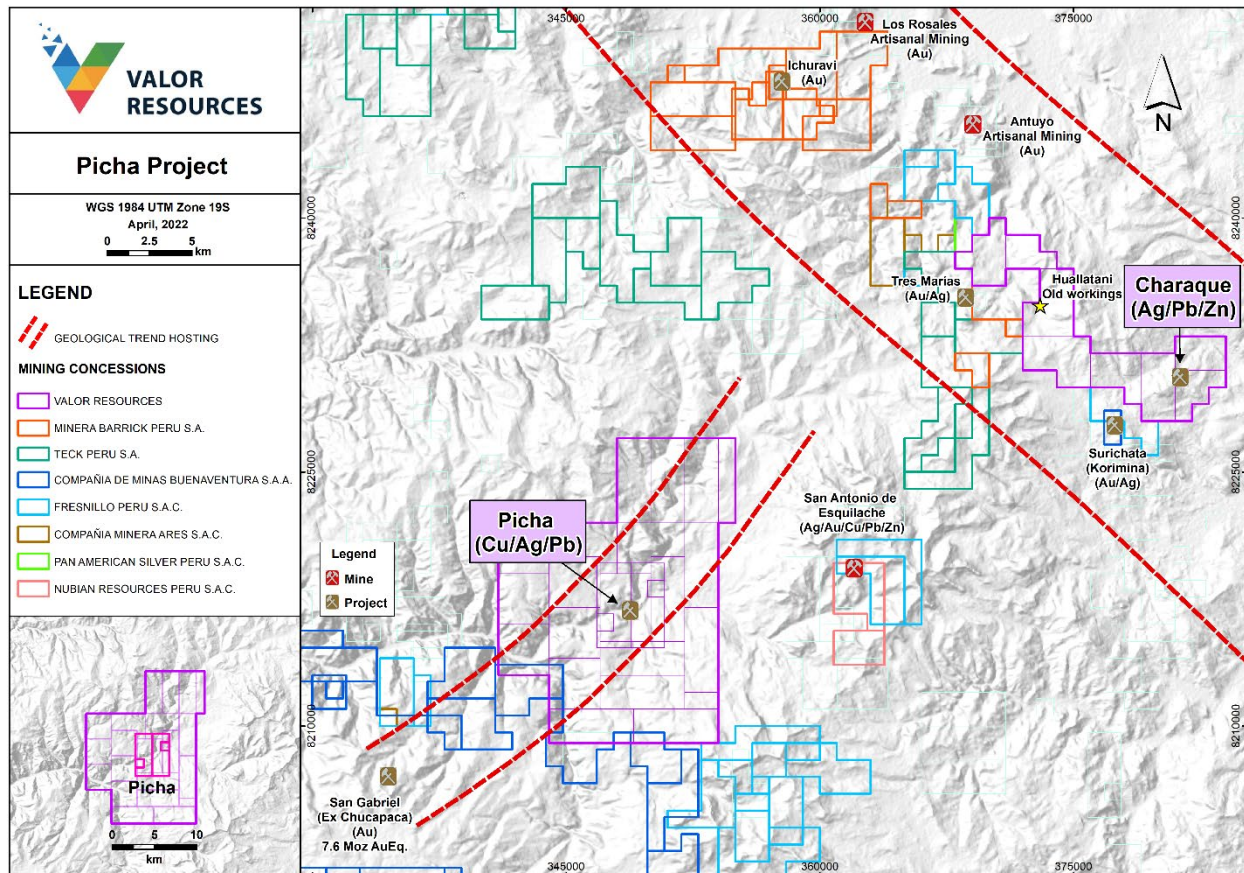 VALOR
RESOURCES
Picha Project
WGS 1984 UTM Zone 19S
April, 2022
0 2.5 5
km
LEGEND
GEOLOGICAL TREND HOSTING
MINING CONCESSIONS
VALOR RESOURCES
MINERA BARRICK PERU S.A.
TECK PERU S.A.
COMPAÑIA DE MINAS BUENAVENTURA S.A.A.
FRESNILLO PERU S.A.C.
COMPAÑIA MINERA ARES S.A.C.
PAN AMERICAN SILVER PERU S.A.C.
NUBIAN RESOURCES PERU S.A.C.
Picha
0 5 10
km
345000
360000
375000
Los Rosales
Artisanal Mining
(Au)
Ichuravi
(Au)
N
Antuyo
Artisanal Mining
(Au)
8240000
8240000
Tres Marias
(Au/Ag)
Huallatani
Old workings
Charaque
(Ag/Pb/Zn)
Surichata
(Korimina)
(Au/Ag)
8225000
8225000
San Antonio de
Esquilache
(Ag/Au/Cu/Pb/Zn)
Picha
(Cu/Ag/Pb)
Legend
Mine
Project
8210000
8210000
San Gabriel
(Ex Chucapaca)
(Au)
7.6 Moz AuEq.
345000
360000
375000